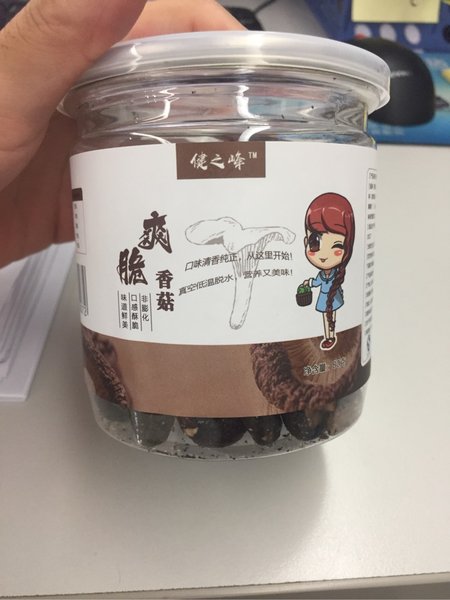 健之峰™
爽脆
香菇
非膨化
口感酥脆
味道鲜美
口味清香纯正，从这里开始！
真空低温脱水，营养又美味！
净含量：